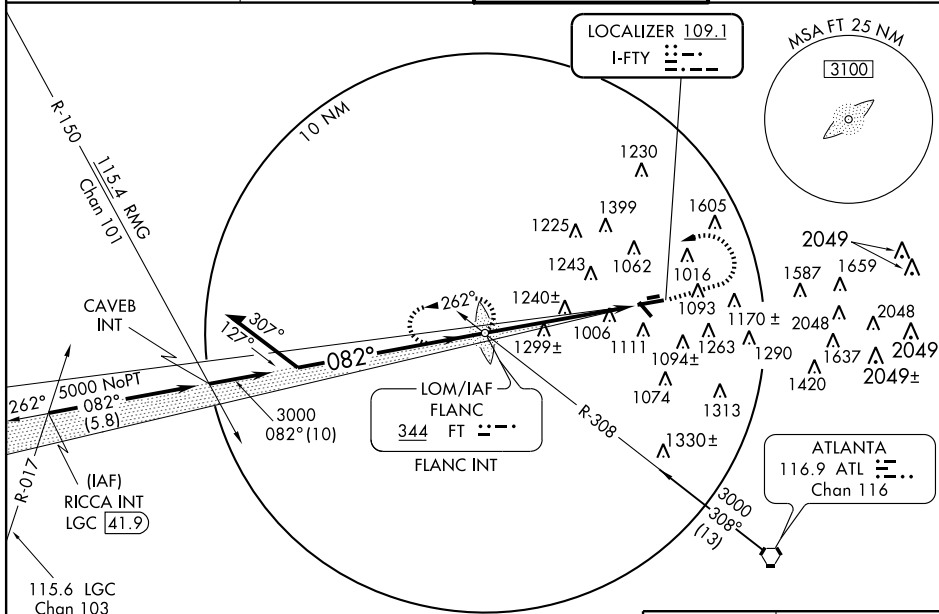 LOCALIZER 109.1
I-FTY
MSA FT 25 NM
3100
10 NM
R-150
115.4 RMG
Chan 101
1230
1399
1225
1605
1062
1243
1016
2049
1587
1659
CAVEB
INT
262°
1240±
1093
1170 ±
2048
2048
307°
127°
082°
1299±
1006
1111
1094±
1263
1290
1637
2049
2049±
1420
5000 NoPT
262°
082°
(5.8)
3000
082° (10)
LOM/IAF
FLANC
344 FT
FLANC INT
1074
1313
R-308
1330 ±
R-017
(IAF)
RICCA INT
LGC 41.9
3000
308°
(13)
ATLANTA
116.9 ATL
Chan 116
115.6 LGC
Chan 103